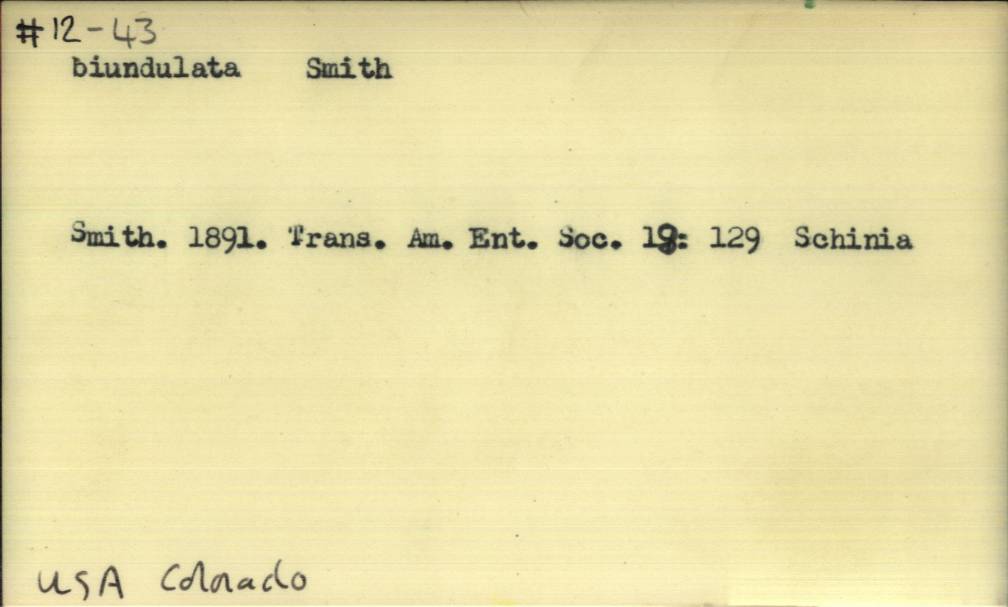 #12-43
biundulata Smith
Smith. 1891. Trans. Am. Ent. Soc. 18: 129 Schinia
USA Colorado